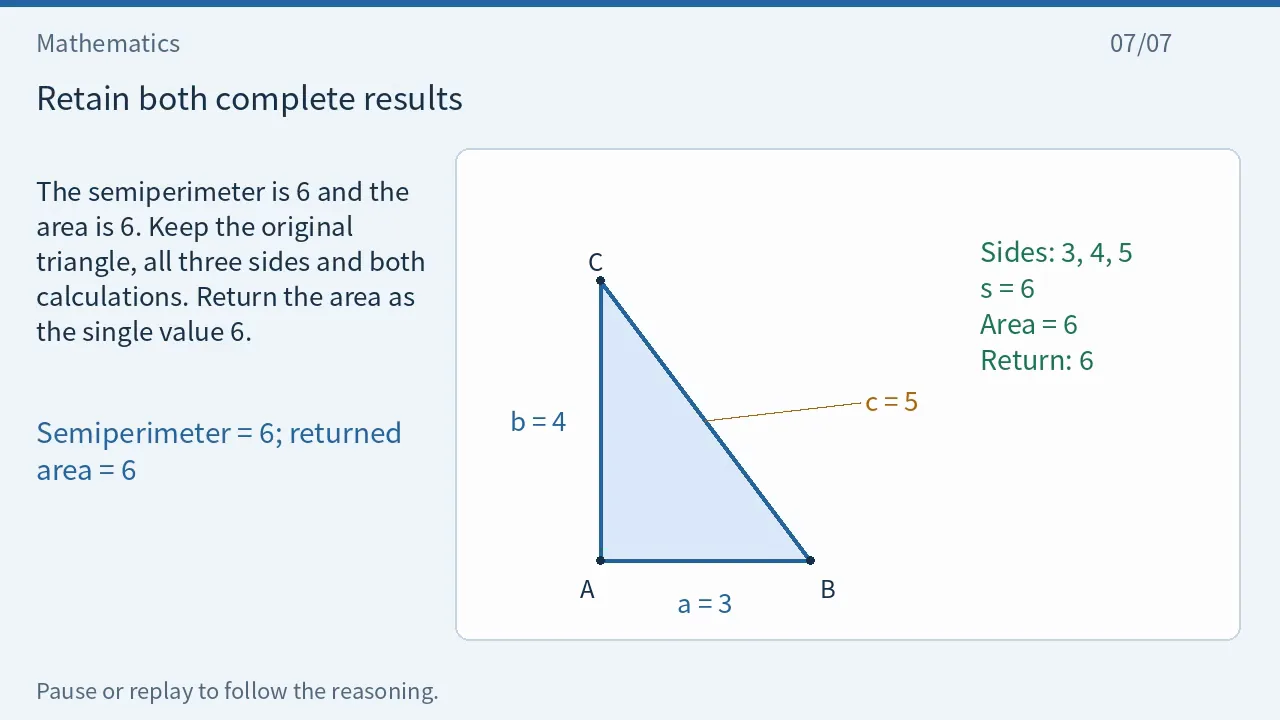 Mathematics
07/07
Retain both complete results
The semiperimeter is 6 and the
area is 6. Keep the original
triangle, all three sides and both
calculations. Return the area as
the single value 6.
Semiperimeter = 6; returned
area = 6
C
Sides: 3, 4, 5
s = 6
Area = 6
Return: 6
c = 5
b = 4
A
B
a = 3
Pause or replay to follow the reasoning.